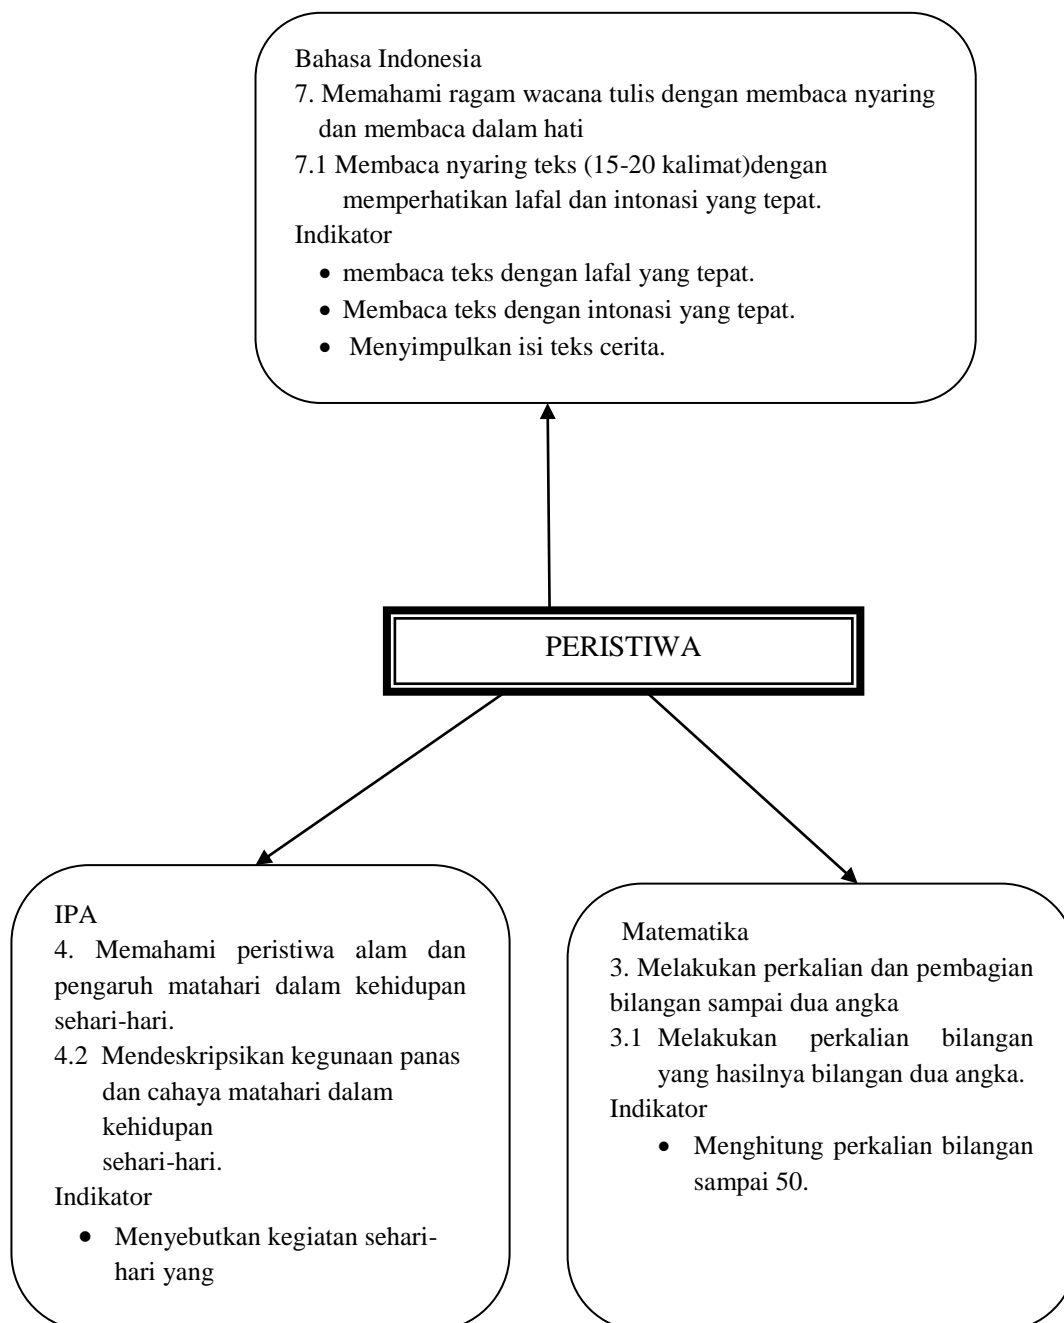 Bahasa Indonesia
7. Memahami ragam wacana tulis dengan membaca nyaring
dan membaca dalam hati
7.1 Membaca nyaring teks (15-20 kalimat)dengan
memperhatikan lafal dan intonasi yang tepat.
Indikator
• membaca teks dengan lafal yang tepat.
• Membaca teks dengan intonasi yang tepat.
• Menyimpulkan isi teks cerita.
PERISTIWA
IPA
4. Memahami peristiwa alam dan
pengaruh matahari dalam kehidupan
sehari-hari.
4.2 Mendeskripsikan kegunaan panas
dan cahaya matahari dalam
kehidupan
sehari-hari.
Indikator
• Menyebutkan kegiatan sehari-
hari yang
Matematika
3. Melakukan perkalian dan pembagian
bilangan sampai dua angka
3.1 Melakukan perkalian bilangan
yang hasilnya bilangan dua angka.
Indikator
• Menghitung perkalian bilangan
sampai 50.